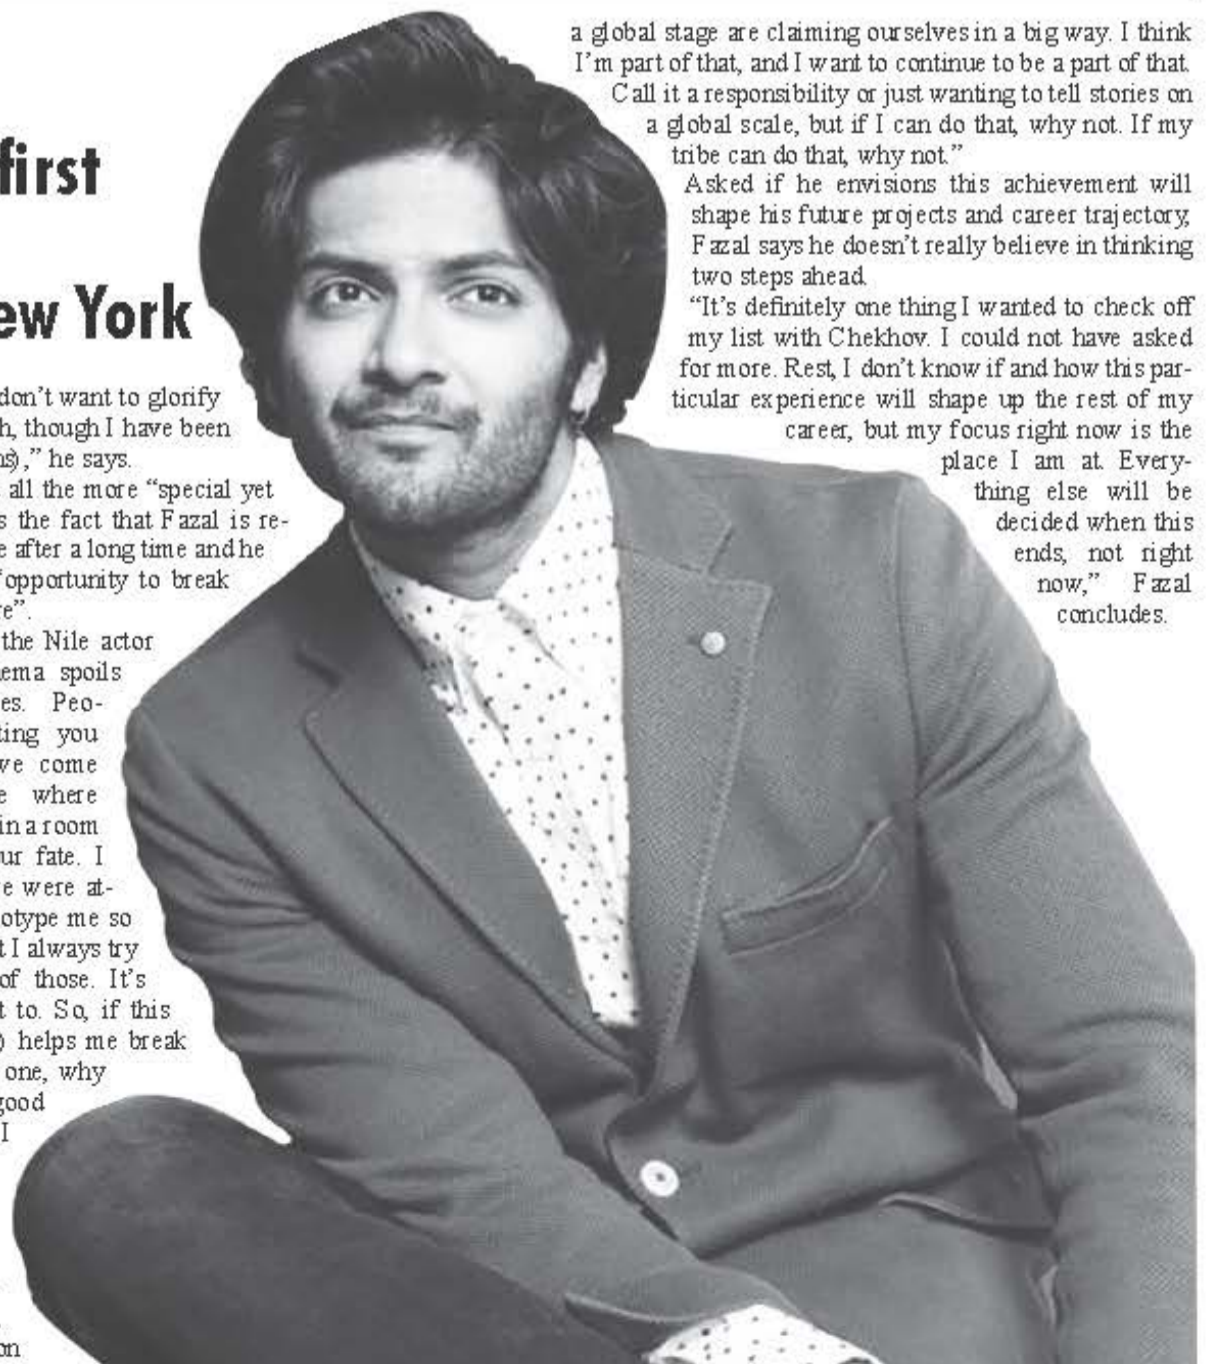 first
ew York
don't want to glorify
h, though I have been
ns)," he says.
all the more "special yet
s the fact that Fazal is re-
e after a long time and he
"opportunity to break
re".
the Nile actor
ema spoils
es. Peo-
ting you
ve come
e where
in a room
ur fate. I
e were at-
otype me so
t I always try
of those. It's
t to. So, if this
) helps me break
one, why
good
I
on
a global stage are claiming ourselves in a big way. I think
I'm part of that, and I want to continue to be a part of that.
Call it a responsibility or just wanting to tell stories on
a global scale, but if I can do that, why not. If my
tribe can do that, why not."
Asked if he envisions this achievement will
shape his future projects and career trajectory,
Fazal says he doesn't really believe in thinking
two steps ahead.
"It's definitely one thing I wanted to check off
my list with Chekhov. I could not have asked
for more. Rest, I don't know if and how this par-
ticular experience will shape up the rest of my
career, but my focus right now is the
place I am at. Every-
thing else will be
decided when this
ends, not right
now," Fazal
concludes.